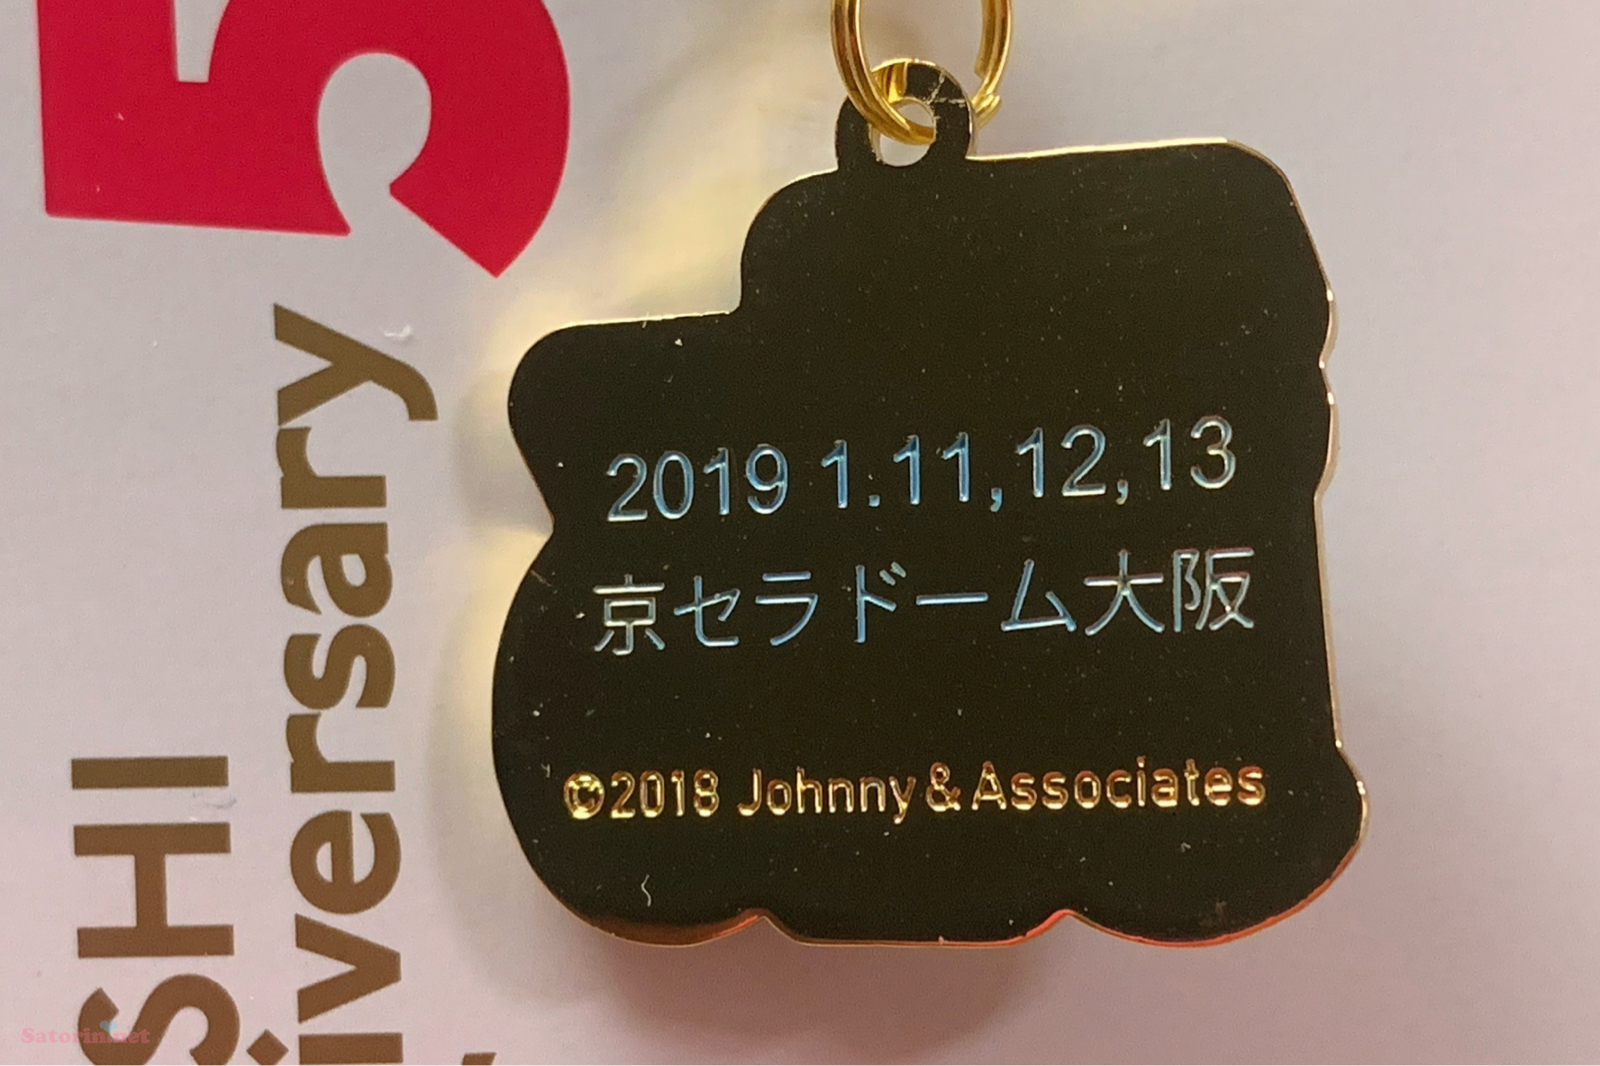 5
SHI
iversary
2019 1.11,12,13
京セラドーム大阪
©2018 Johnny & Associates
Satorin.net